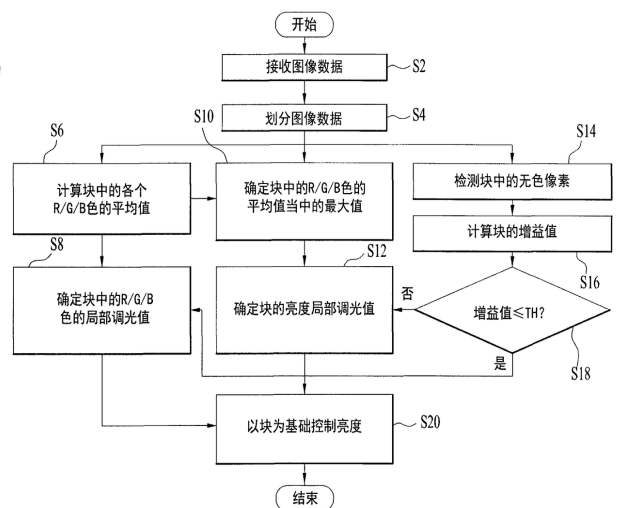 开始
接收图像数据
S2
划分图像数据
S4
S6
S10
S14
计算块中的各个
R/G/B色的平均值
确定块中的R/G/B色的
平均值当中的最大值
检测块中的无色像素
计算块的增益值
S8
S12
S16
确定块中的R/G/B
色的局部调光值
确定块的亮度局部调光值
否
增益值≤TH?
是
S18
以块为基础控制亮度
S20
结束